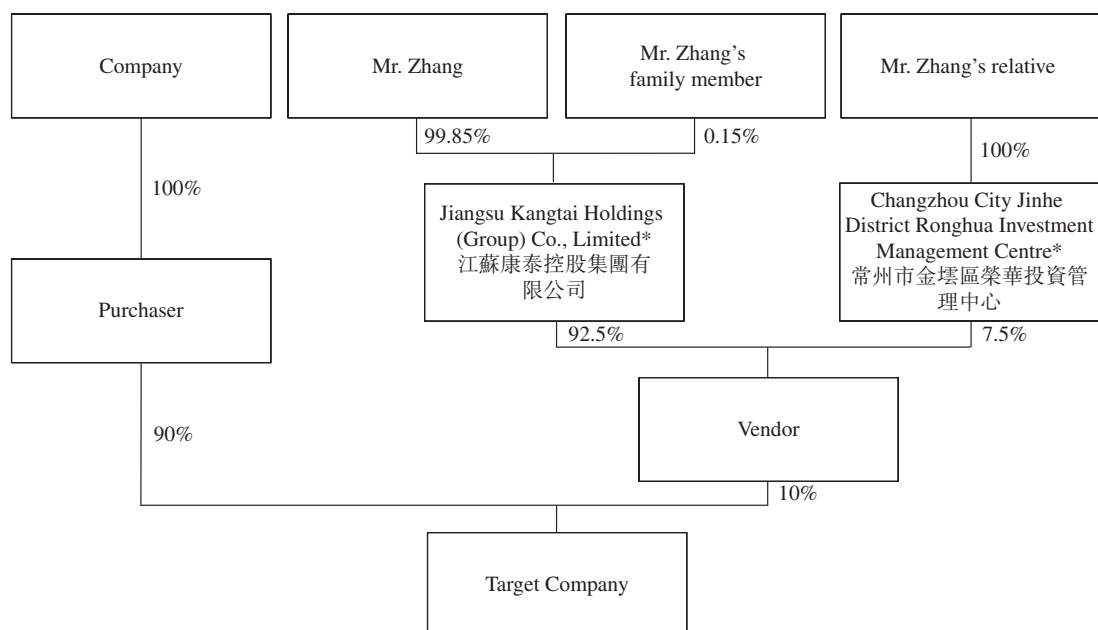 Company
Mr. Zhang
Mr. Zhang's
family member
Mr. Zhang's relative
99.85%
0.15%
100%
100%
Jiangsu Kangtai Holdings
(Group) Co., Limited*
江蘇康泰控股集團有
限公司
Changzhou City Jinhe
District Ronghua Investment
Management Centre*
常州市金墰區榮華投資管
理中心
Purchaser
92.5%
7.5%
90%
Vendor
10%
Target Company